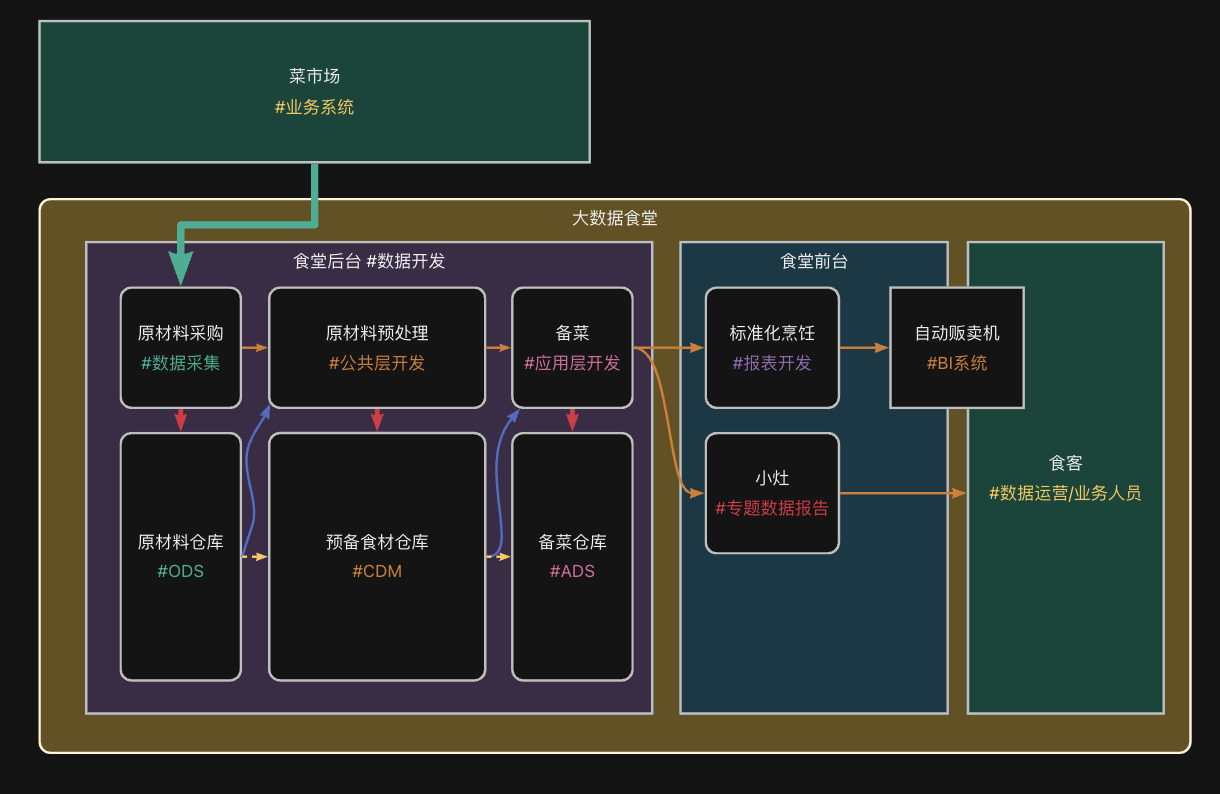 菜市场
#业务系统
大数据食堂
食堂后台 #数据开发
食堂前台
原材料采购
#数据采集
原材料预处理
#公共层开发
备菜
#应用层开发
标准化烹饪
#报表开发
自动贩卖机
#BI系统
小灶
#专题数据报告
食客
#数据运营/业务人员
原材料仓库
#ODS
预备食材仓库
#CDM
备菜仓库
#ADS